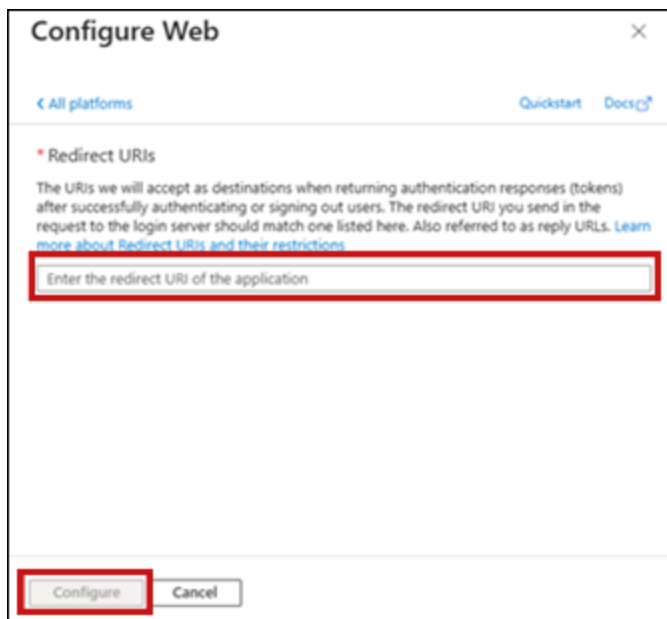 Configure Web
All platforms
Quickstart
Docs
* Redirect URIs
The URIs we will accept as destinations when returning authentication responses (tokens)
after successfully authenticating or signing out users. The redirect URI you send in the
request to the login server should match one listed here. Also referred to as reply URLs. Learn
more about Redirect URIs and their restrictions
Enter the redirect URI of the application
Configure
Cancel